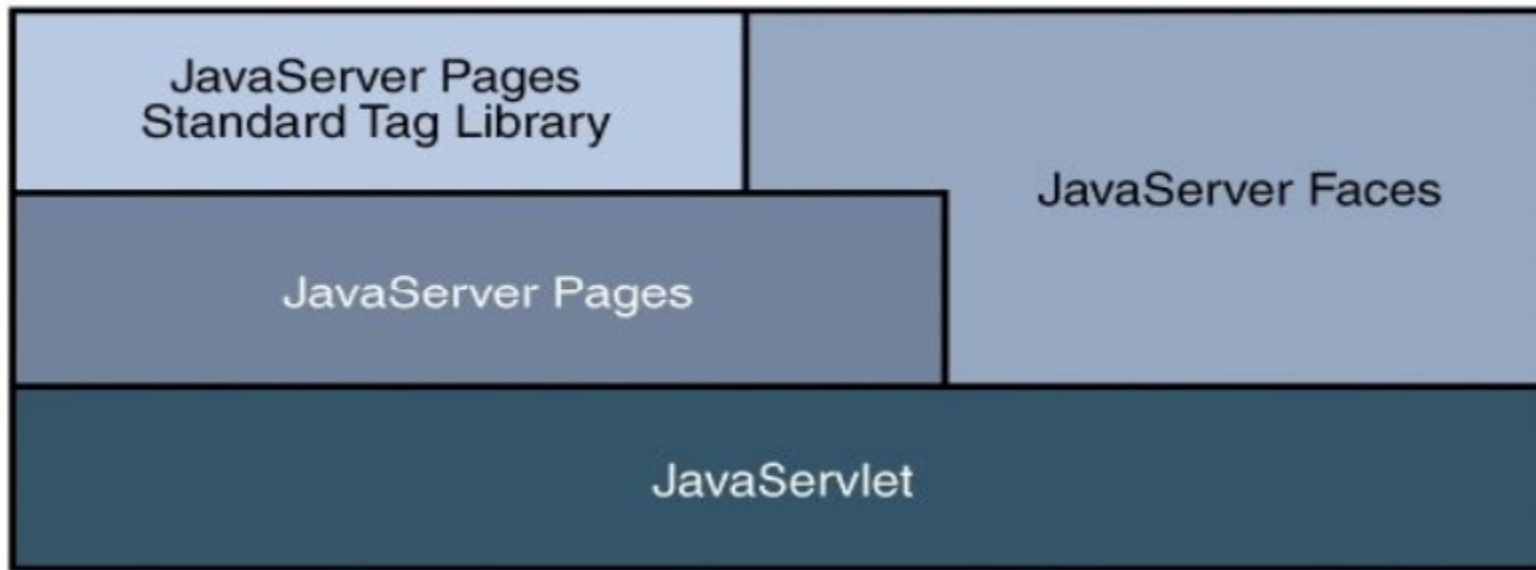 JavaServer Pages
Standard Tag Library
JavaServer Faces
JavaServer Pages
JavaServlet